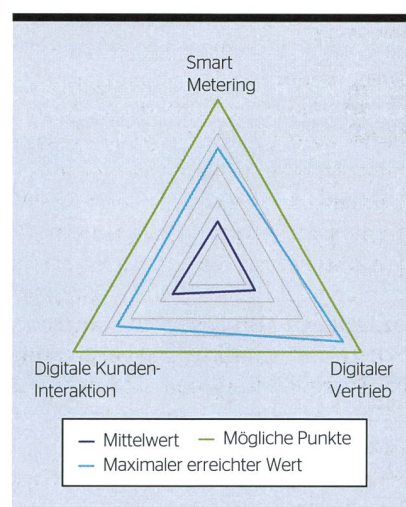 Smart
Metering
Digitale Kunden-
Interaktion
Digitaler
Vertrieb
Mittelwert
Mögliche Punkte
Maximaler erreichter Wert